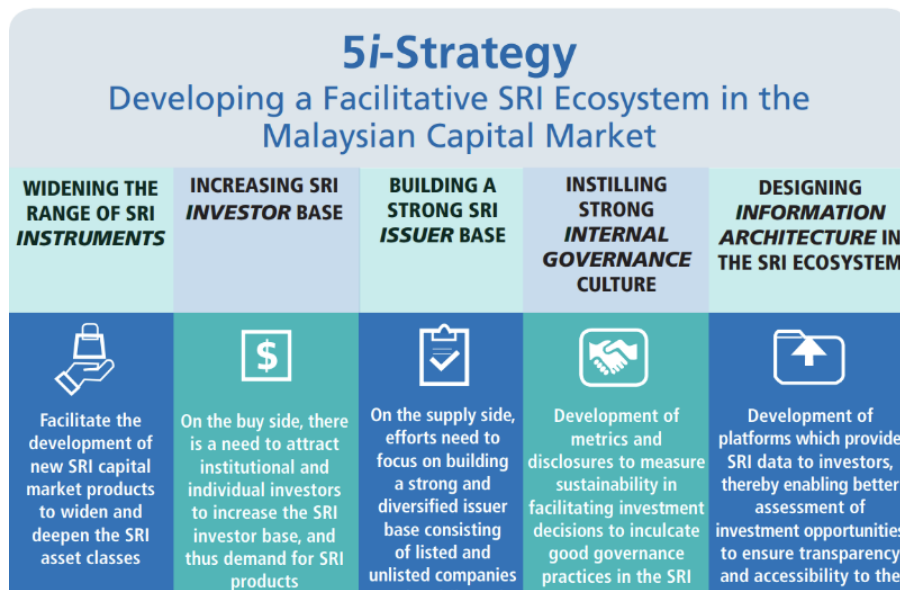 5i-Strategy
Developing a Facilitative SRI Ecosystem in the
Malaysian Capital Market
WIDENING THE
RANGE OF SRI
INSTRUMENTS
INCREASING SRI
INVESTOR BASE
BUILDING A
STRONG SRI
ISSUER BASE
INSTILLING
STRONG
INTERNAL
GOVERNANCE
CULTURE
DESIGNING
INFORMATION
ARCHITECTURE IN
THE SRI ECOSYSTEM
$
Facilitate the
development of
new SRI capital
market products
to widen and
deepen the SRI
asset classes
On the buy side, there
is a need to attract
institutional and
individual investors
to increase the SRI
investor base, and
thus demand for SRI
products
On the supply side,
efforts need to
focus on building
a strong and
diversified issuer
base consisting
of listed and
unlisted companies
Development of
metrics and
disclosures to measure
sustainability in
facilitating investment
decisions to inculcate
good governance
practices in the SRI
Development of
platforms which provide
SRI data to investors,
thereby enabling better
assessment of
investment opportunities
to ensure transparency
and accessibility to the